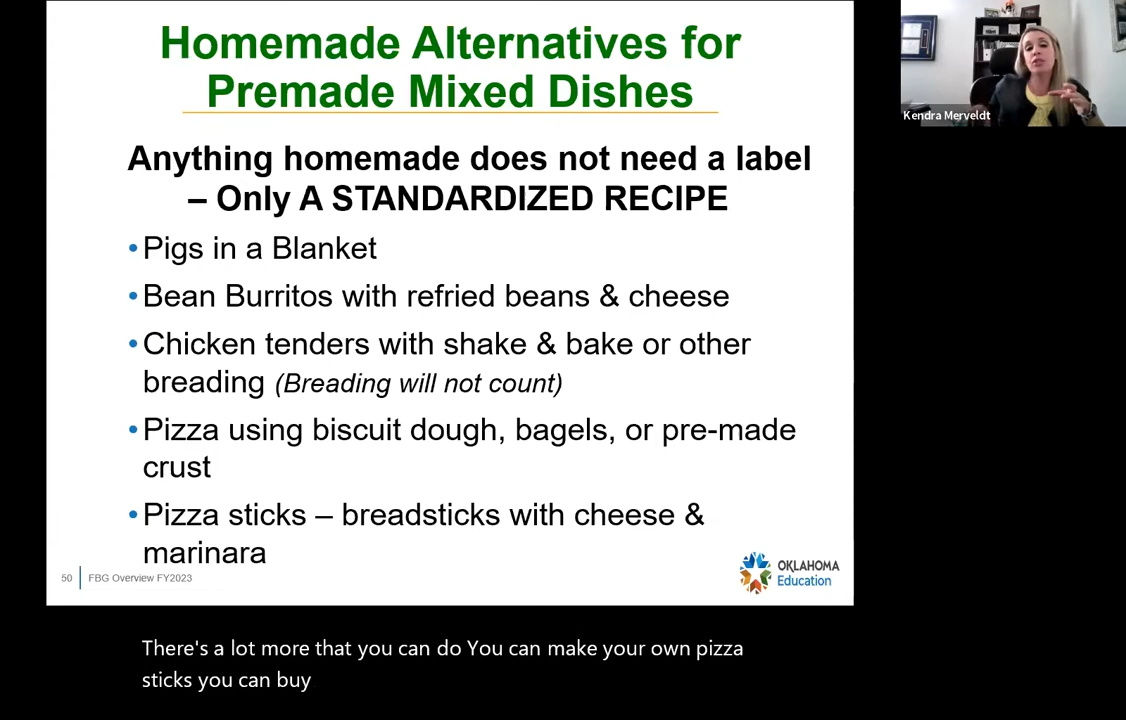 Homemade Alternatives for
Premade Mixed Dishes
Anything homemade does not need a label
– Only A STANDARDIZED RECIPE
•Pigs in a Blanket
•Bean Burritos with refried beans & cheese
•Chicken tenders with shake & bake or other
breading (Breading will not count)
•Pizza using biscuit dough, bagels, or pre-made
crust
•Pizza sticks – breadsticks with cheese &
marinara
50 FBG Overview FY2023
OKLAHOMA
Education
Kendra Merveldt
There's a lot more that you can do You can make your own pizza
sticks you can buy